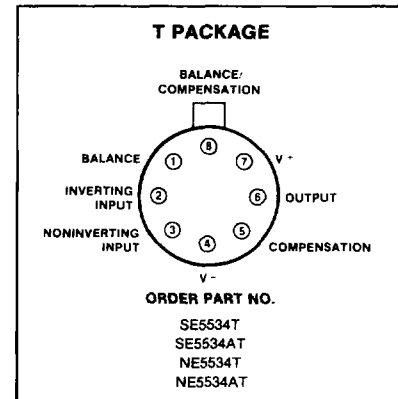 T PACKAGE
BALANCE/
COMPENSATION
8
BALANCE 1 7 V +
INVERTING
INPUT 2 6 OUTPUT
NONINVERTING
INPUT 3 5 COMPENSATION
4
V -
ORDER PART NO.
SE5534T
SE5534AT
NE5534T
NE5534AT